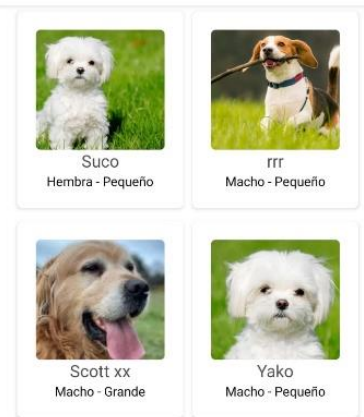 Suco
Hembra - Pequeño
rrr
Macho - Pequeño
Scott xx
Macho - Grande
Yako
Macho - Pequeño